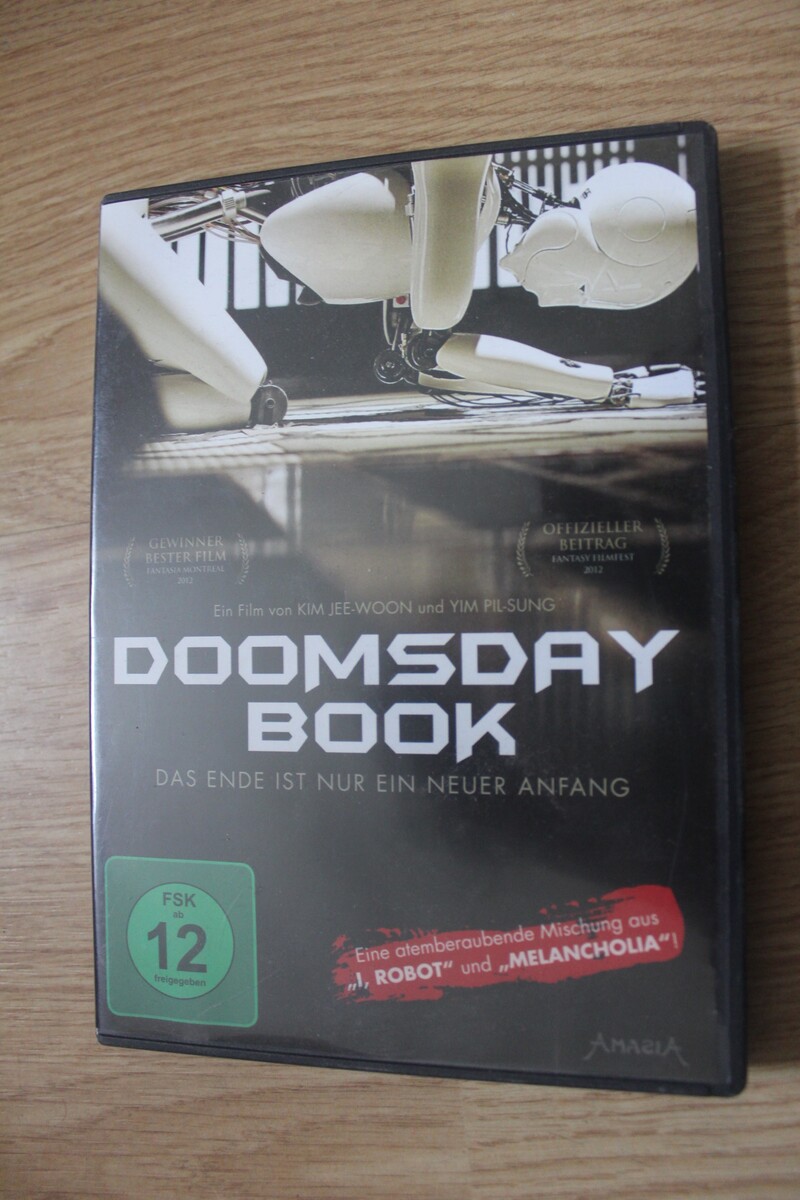 GEWINNER
BESTER FILM
FANTASIA MONTREAL
2012
OFFIZIELLER
BEITRAG
FANTASY FILMFEST
2012
Ein Film von KIM JEE-WOON und YIM PIL-SUNG
DOOMSDAY
BOOK
DAS ENDE IST NUR EIN NEUER ANFANG
FSK
ab
12
freigegeben
Eine atemberaubende Mischung aus
„I, ROBOT“ und „MELANCHOLIA“!
AMASIA